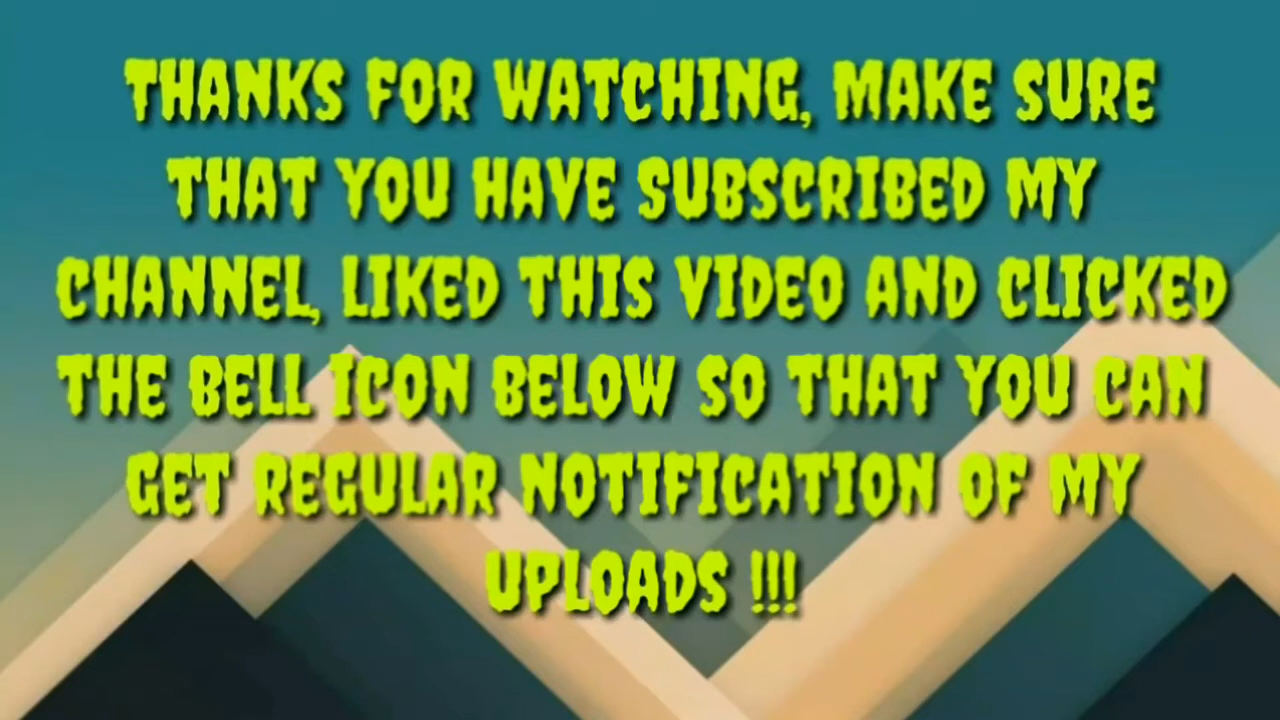 THANKS FOR WATCHING, MAKE SURE
THAT YOU HAVE SUBSCRIBED MY
CHANNEL, LIKED THIS VIDEO AND CLICKED
THE BELL ICON BELOW SO THAT YOU CAN
GET REGULAR NOTIFICATION OF MY
UPLOADS !!!